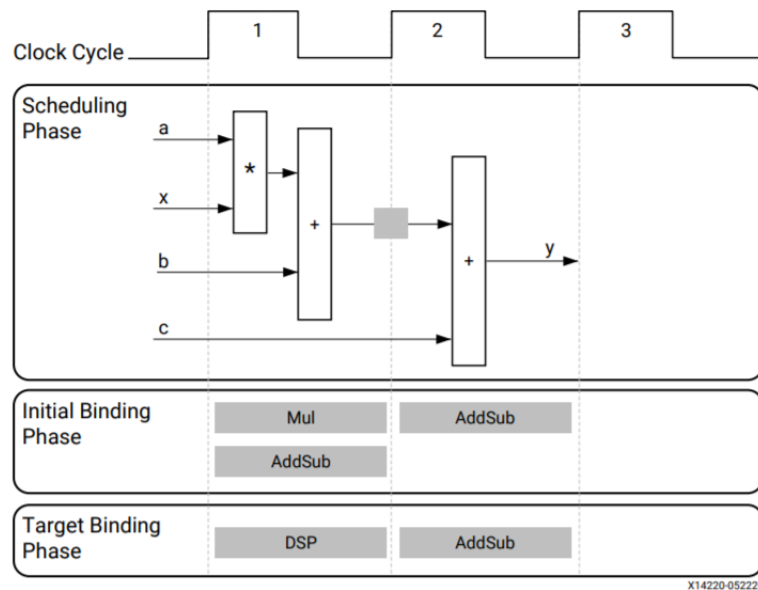 1
2
3
Clock Cycle
Scheduling
Phase
a
*
x
+
b
+
y
c
Initial Binding
Phase
Mul
AddSub
AddSub
Target Binding
Phase
DSP
AddSub
X14220-05222